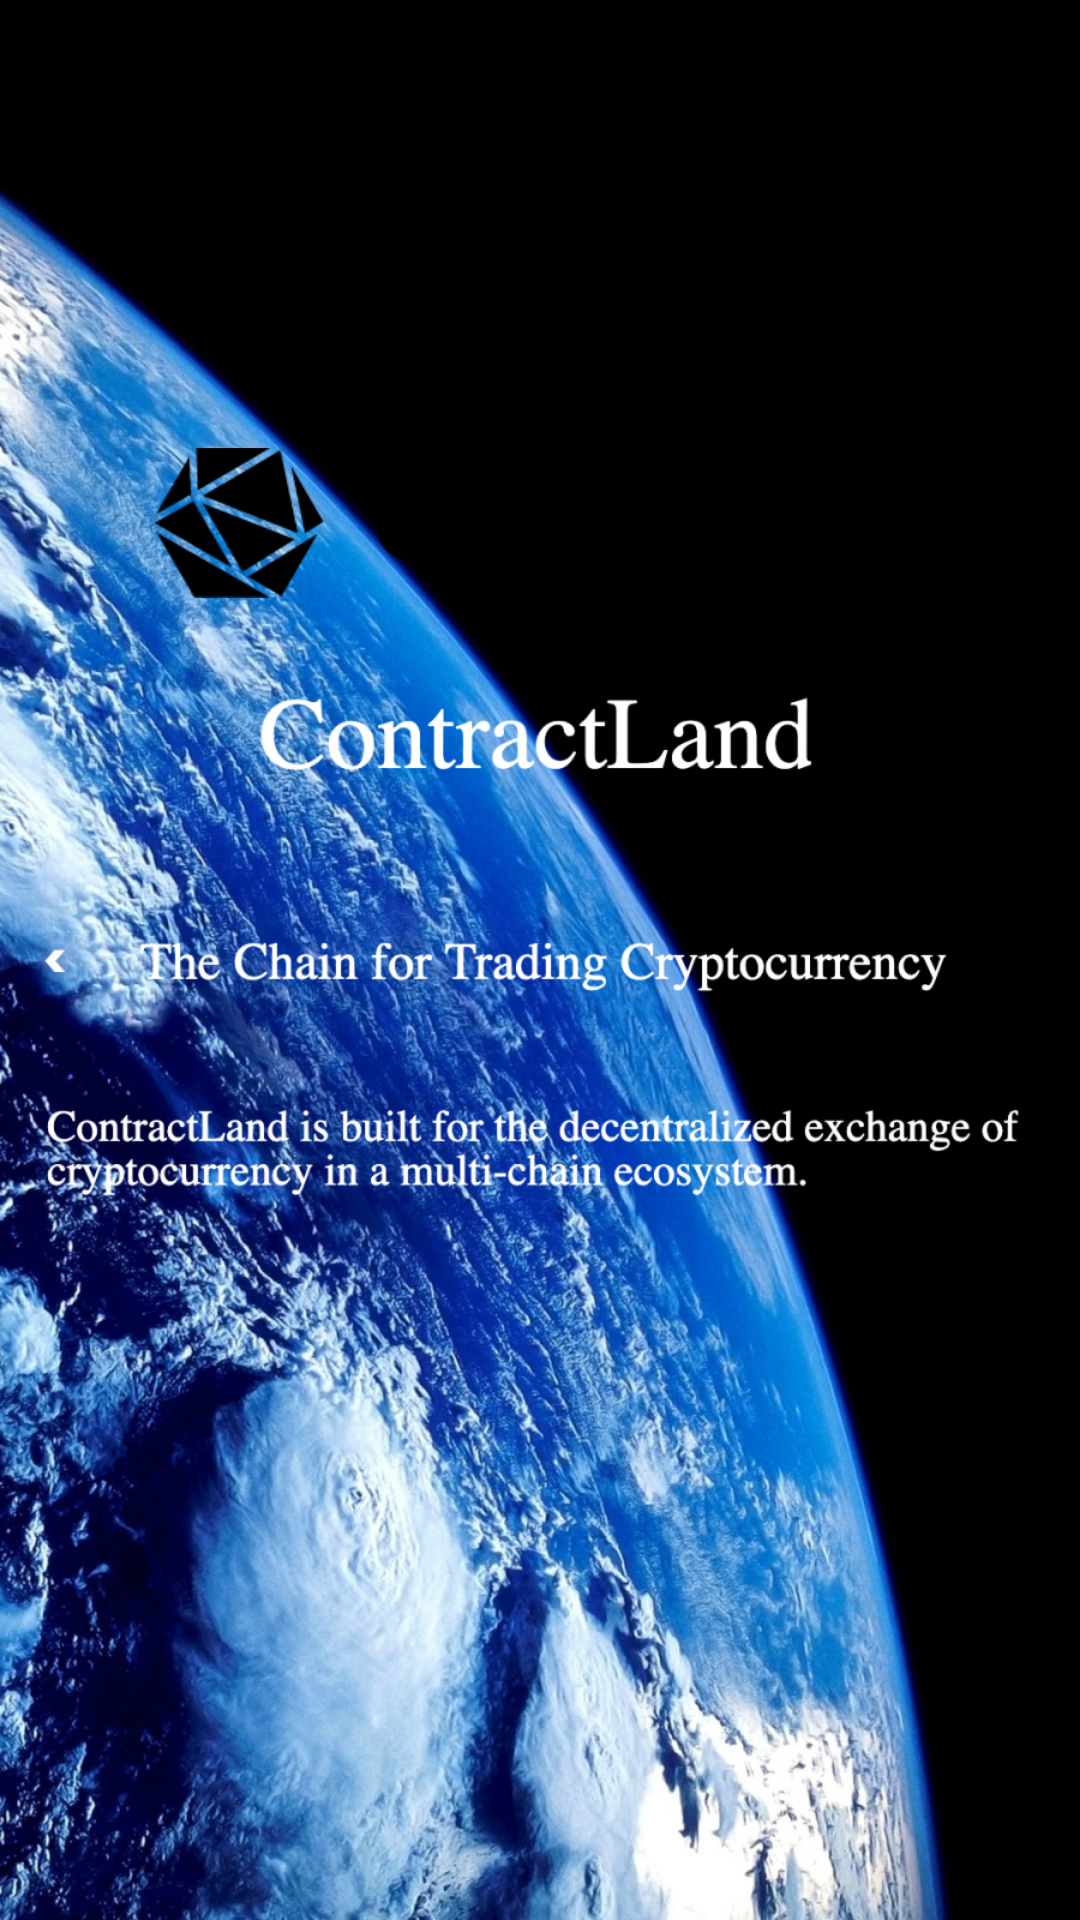 ContractLand
The Chain for Trading Cryptocurrency
ContractLand is built for the decentralized exchange of
cryptocurrency in a multi-chain ecosystem.